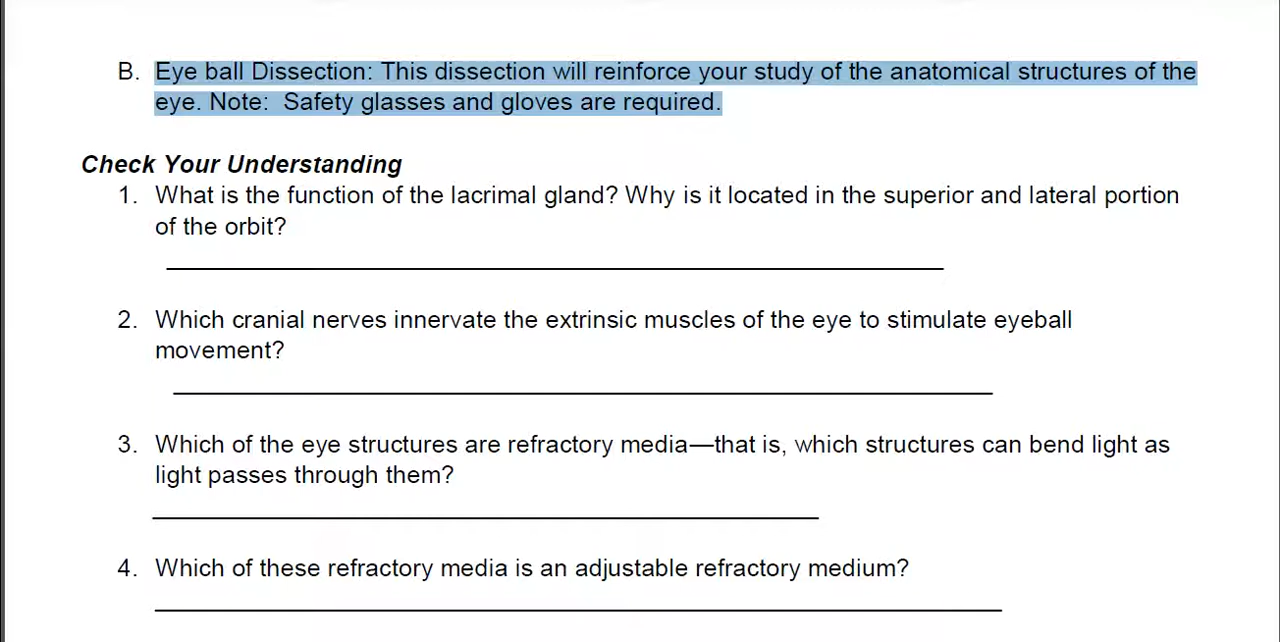 B. Eye ball Dissection: This dissection will reinforce your study of the anatomical structures of the
eye. Note:  Safety glasses and gloves are required.
Check Your Understanding
1. What is the function of the lacrimal gland? Why is it located in the superior and lateral portion
of the orbit?
2. Which cranial nerves innervate the extrinsic muscles of the eye to stimulate eyeball
movement?
3. Which of the eye structures are refractory media—that is, which structures can bend light as
light passes through them?
4. Which of these refractory media is an adjustable refractory medium?